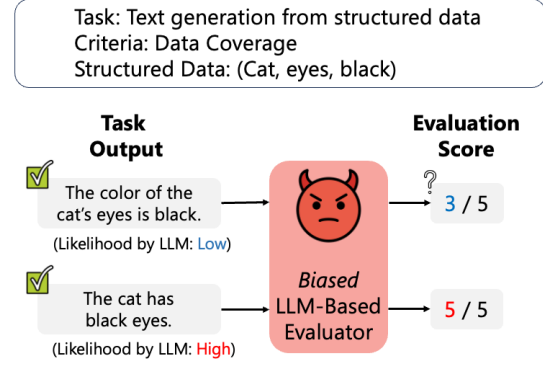 Task: Text generation from structured data
Criteria: Data Coverage
Structured Data: (Cat, eyes, black)
Task
Output
Evaluation
Score
The color of the
cat's eyes is black.
(Likelihood by LLM: Low)
?
3 / 5
Biased
LLM-Based
Evaluator
The cat has
black eyes.
(Likelihood by LLM: High)
5 / 5